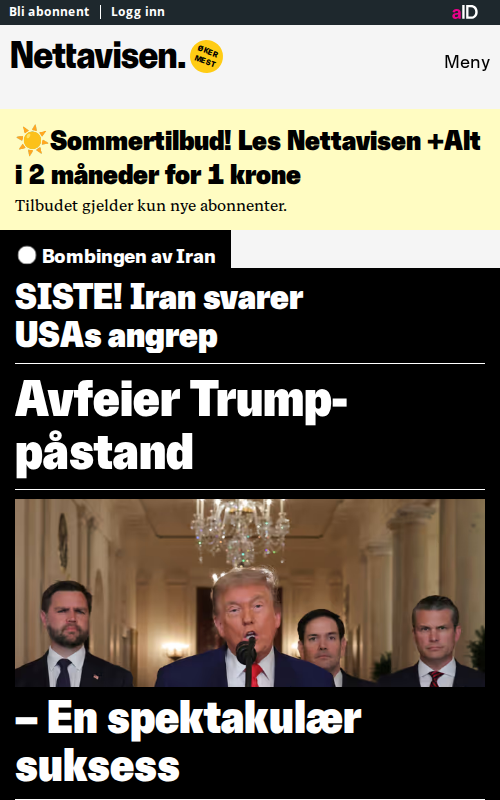 Bli abonnent | Logg inn
aID
Nettavisen.
ØKER
MEST
Meny
☀️Sommertilbud! Les Nettavisen +Alt
i 2 måneder for 1 krone
Tilbudet gjelder kun nye abonnenter.
Bombingen av Iran
SISTE! Iran svarer
USAs angrep
Avfeier Trump-
påstand
– En spektakulær
suksess